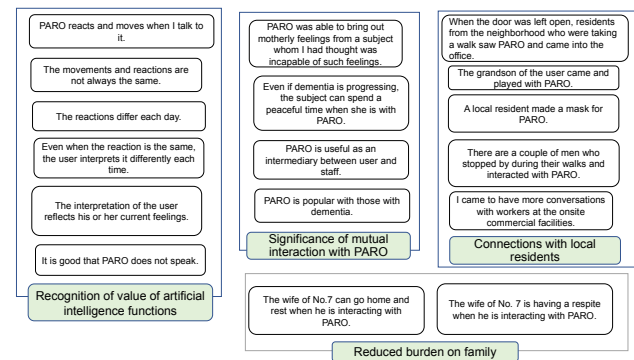 PARO reacts and moves when I talk to
it.
The movements and reactions are
not always the same.
The reactions differ each day.
Even when the reaction is the same,
the user interprets it differently each
time.
The interpretation of the user
reflects his or her current feelings.
It is good that PARO does not speak.
Recognition of value of artificial
intelligence functions
PARO was able to bring out
motherly feelings from a subject
whom I had thought was
incapable of such feelings.
Even if dementia is progressing,
the subject can spend a
peaceful time when she is with
PARO.
PARO is useful as an
intermediary between user and
staff.
PARO is popular with those with
dementia.
Significance of mutual
interaction with PARO
When the door was left open, residents
from the neighborhood who were taking
a walk saw PARO and came into the
office.
The grandson of the user came and
played with PARO.
A local resident made a mask for
PARO.
There are a couple of men who
stopped by during their walks and
interacted with PARO.
I came to have more conversations
with workers at the onsite
commercial facilities.
Connections with local
residents
The wife of No.7 can go home and
rest when he is interacting with
PARO.
The wife of No. 7 is having a respite
when he is interacting with PARO.
Reduced burden on family